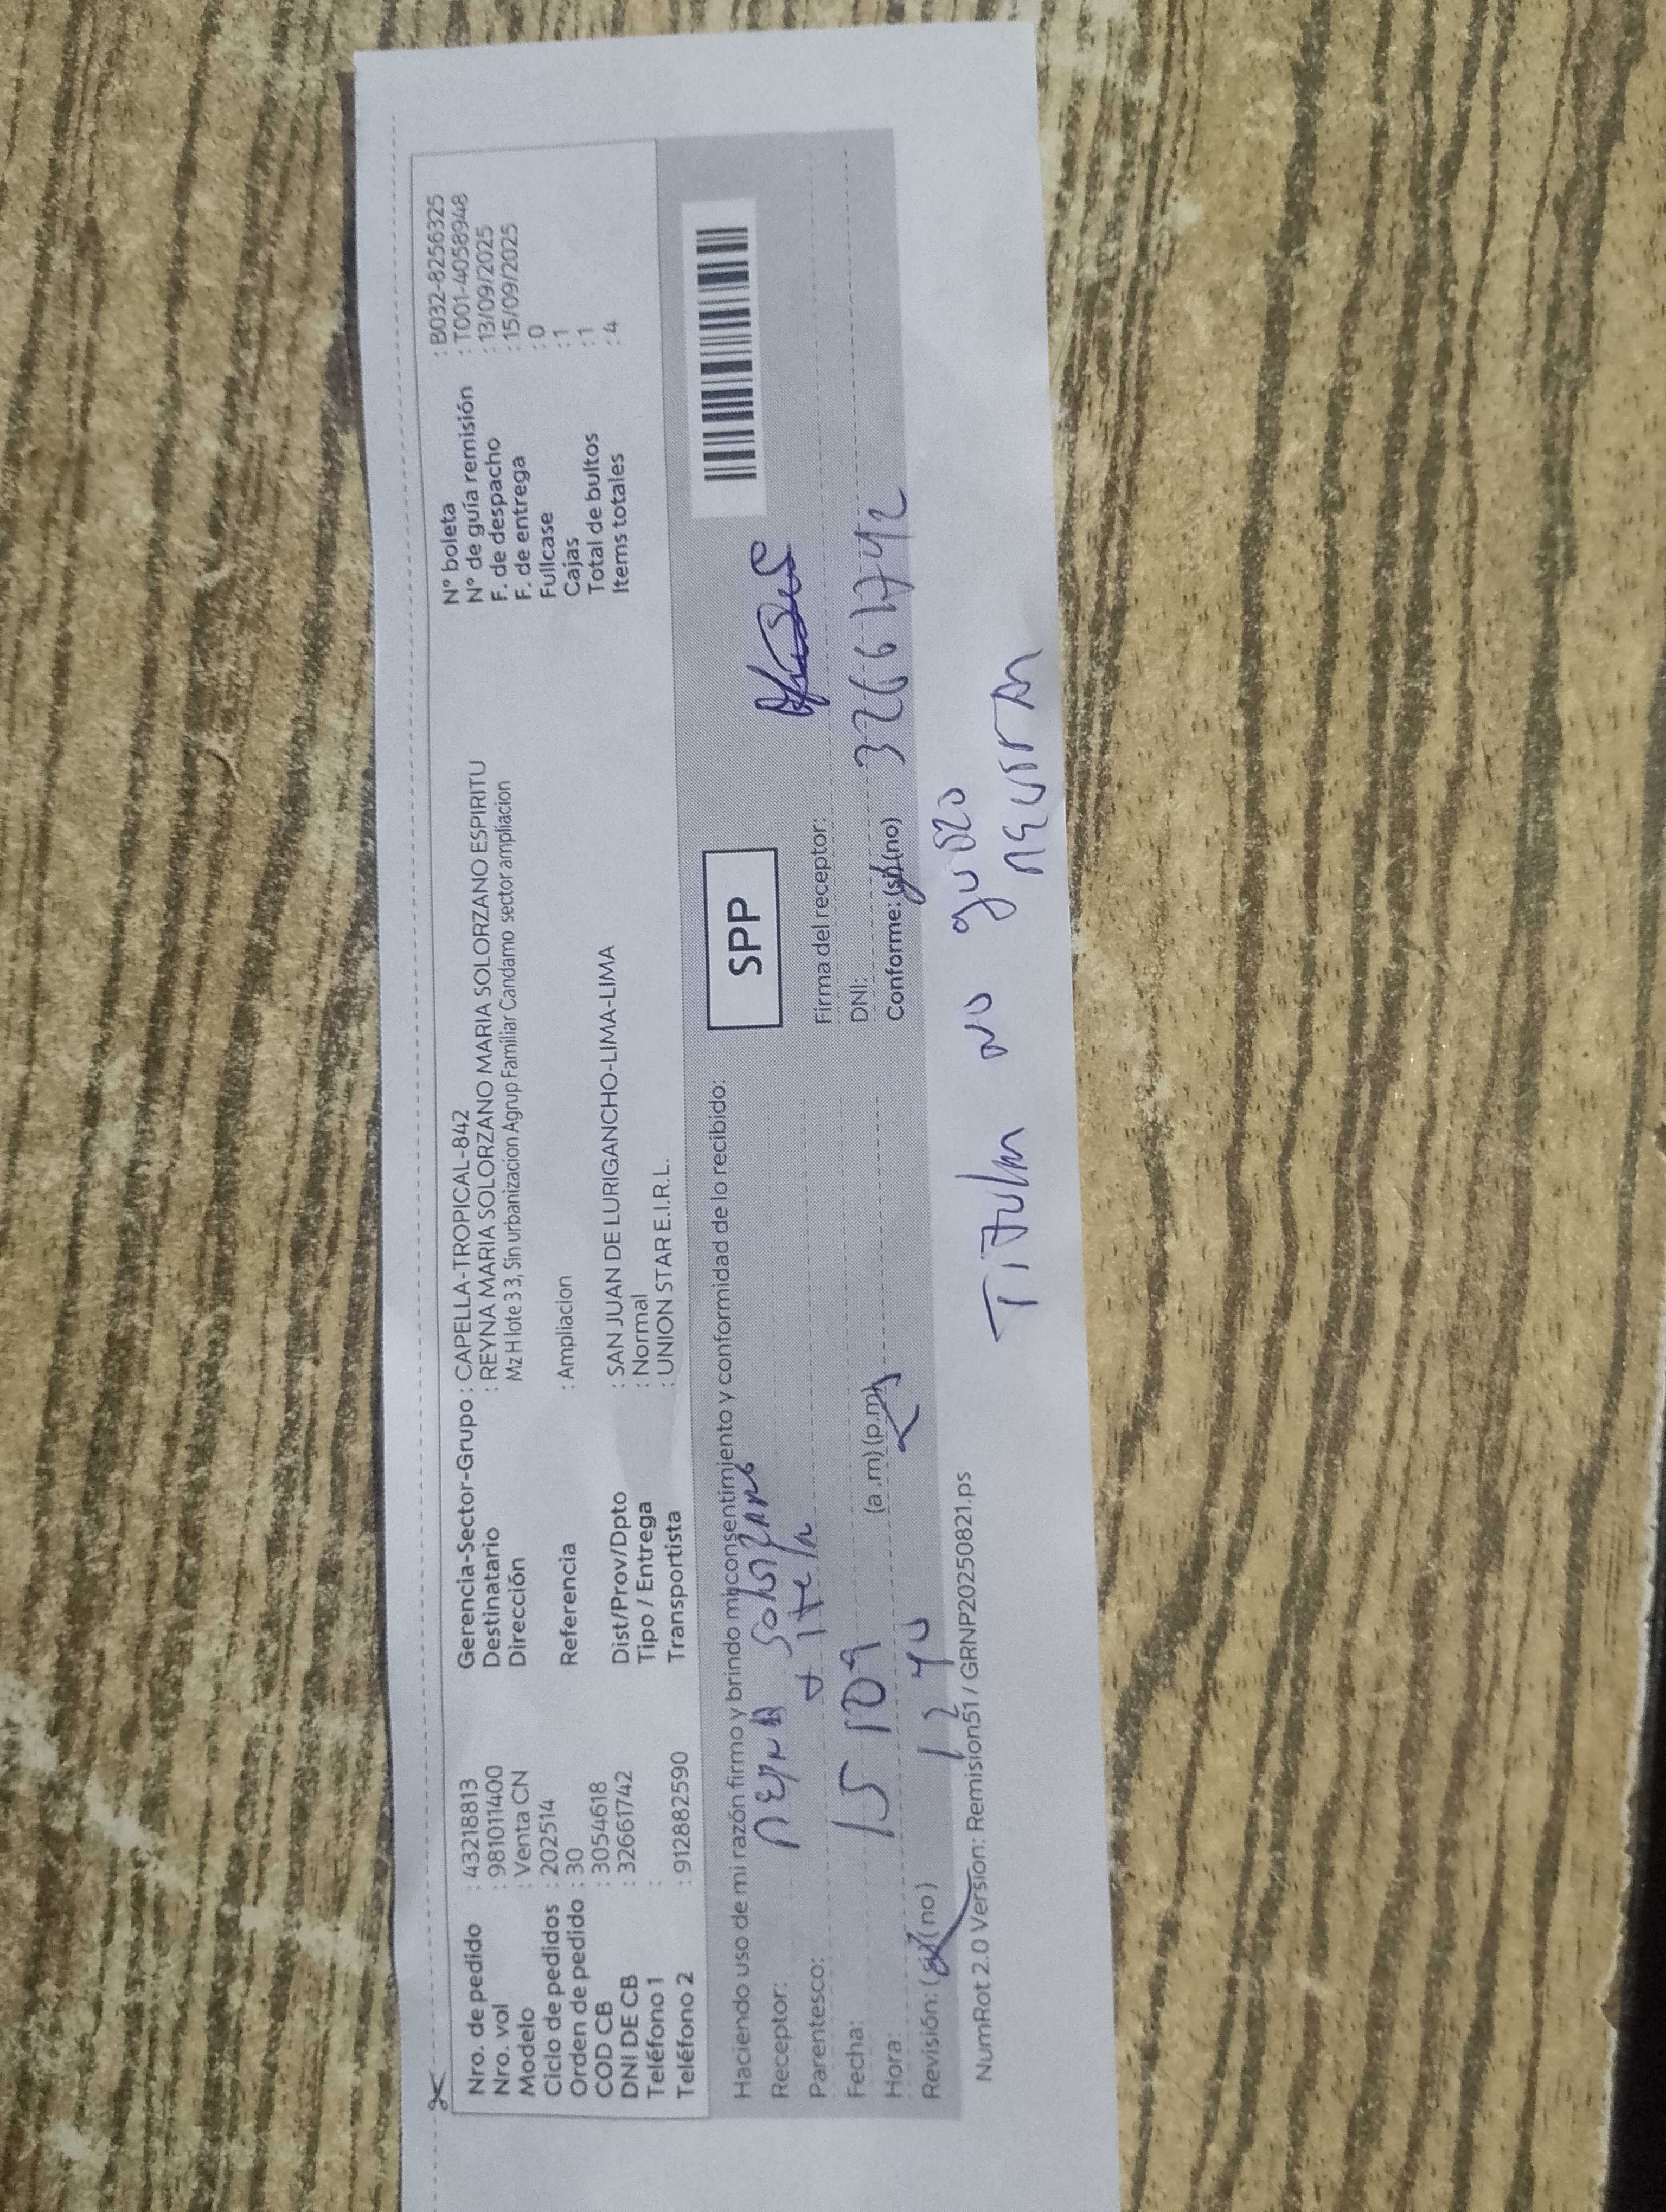 Nro. de pedido : 43218813
Nro. vol : 981011400
Modelo : Venta CN
Ciclo de pedidos : 202514
Orden de pedido : 30
COD CB : 3054618
DNI DE CB : 32661742
Teléfono 1 :
Teléfono 2 : 912882590
Gerencia-Sector-Grupo : CAPELLA-TROPICAL-842
Destinatario : REYNA MARIA SOLORZANO MARIA SOLORZANO ESPIRITU
Dirección Mz H lote 3 3, Sin urbanizacion Agrup Familiar Candamo sector ampliacion
Referencia : Ampliacion
Dist/Prov/Dpto : SAN JUAN DE LURIGANCHO-LIMA-LIMA
Tipo / Entrega : Normal
Transportista : UNION STAR E.I.R.L.
N° boleta : B032-8256325
N° de guía remisión : T001-4058948
F. de despacho : 13/09/2025
F. de entrega : 15/09/2025
Fullcase : 0
Cajas : 1
Total de bultos : 1
Items totales : 4
Haciendo uso de mi razón firmo y brindo mi consentimiento y conformidad de lo recibido:
SPP
Receptor: Reyna Solorzano
Parentesco:
Fecha: 15 / 09
Hora: 12 40 (a.m) (p.m)
Revisión: (si) (no)
Firma del receptor:
DNI: 32661742
Conforme: (si) (no)
NumRot 2.0 Version: Remision51 / GRNP20250821.ps
Titular no quizo